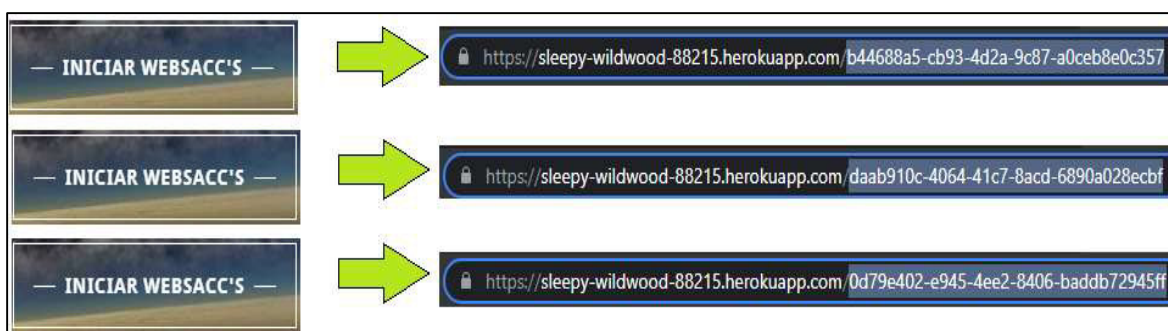 — INICIAR WEBSACC'S —
https://sleepy-wildwood-88215.herokuapp.com/b44688a5-cb93-4d2a-9c87-a0ceb8e0c357
— INICIAR WEBSACC'S —
https://sleepy-wildwood-88215.herokuapp.com/daab910c-4064-41c7-8acd-6890a028ecbf
— INICIAR WEBSACC'S —
https://sleepy-wildwood-88215.herokuapp.com/0d79e402-e945-4ee2-8406-baddb72945ff